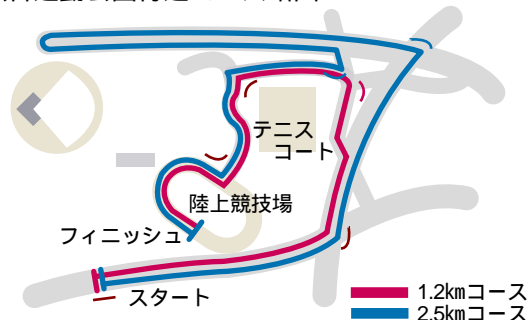 テニス
コート
陸上競技場
フィニッシュ
スタート
1.2kmコース
2.5kmコース